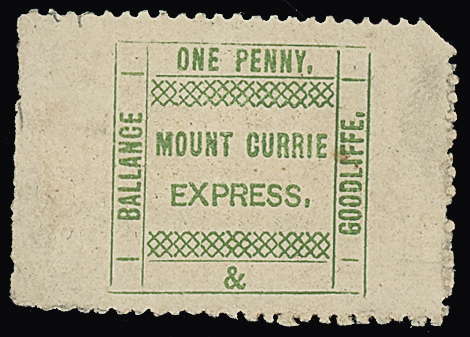 ONE PENNY.
BALLANCE
MOUNT CURRIE
EXPRESS.
&
GOODLIFFE.